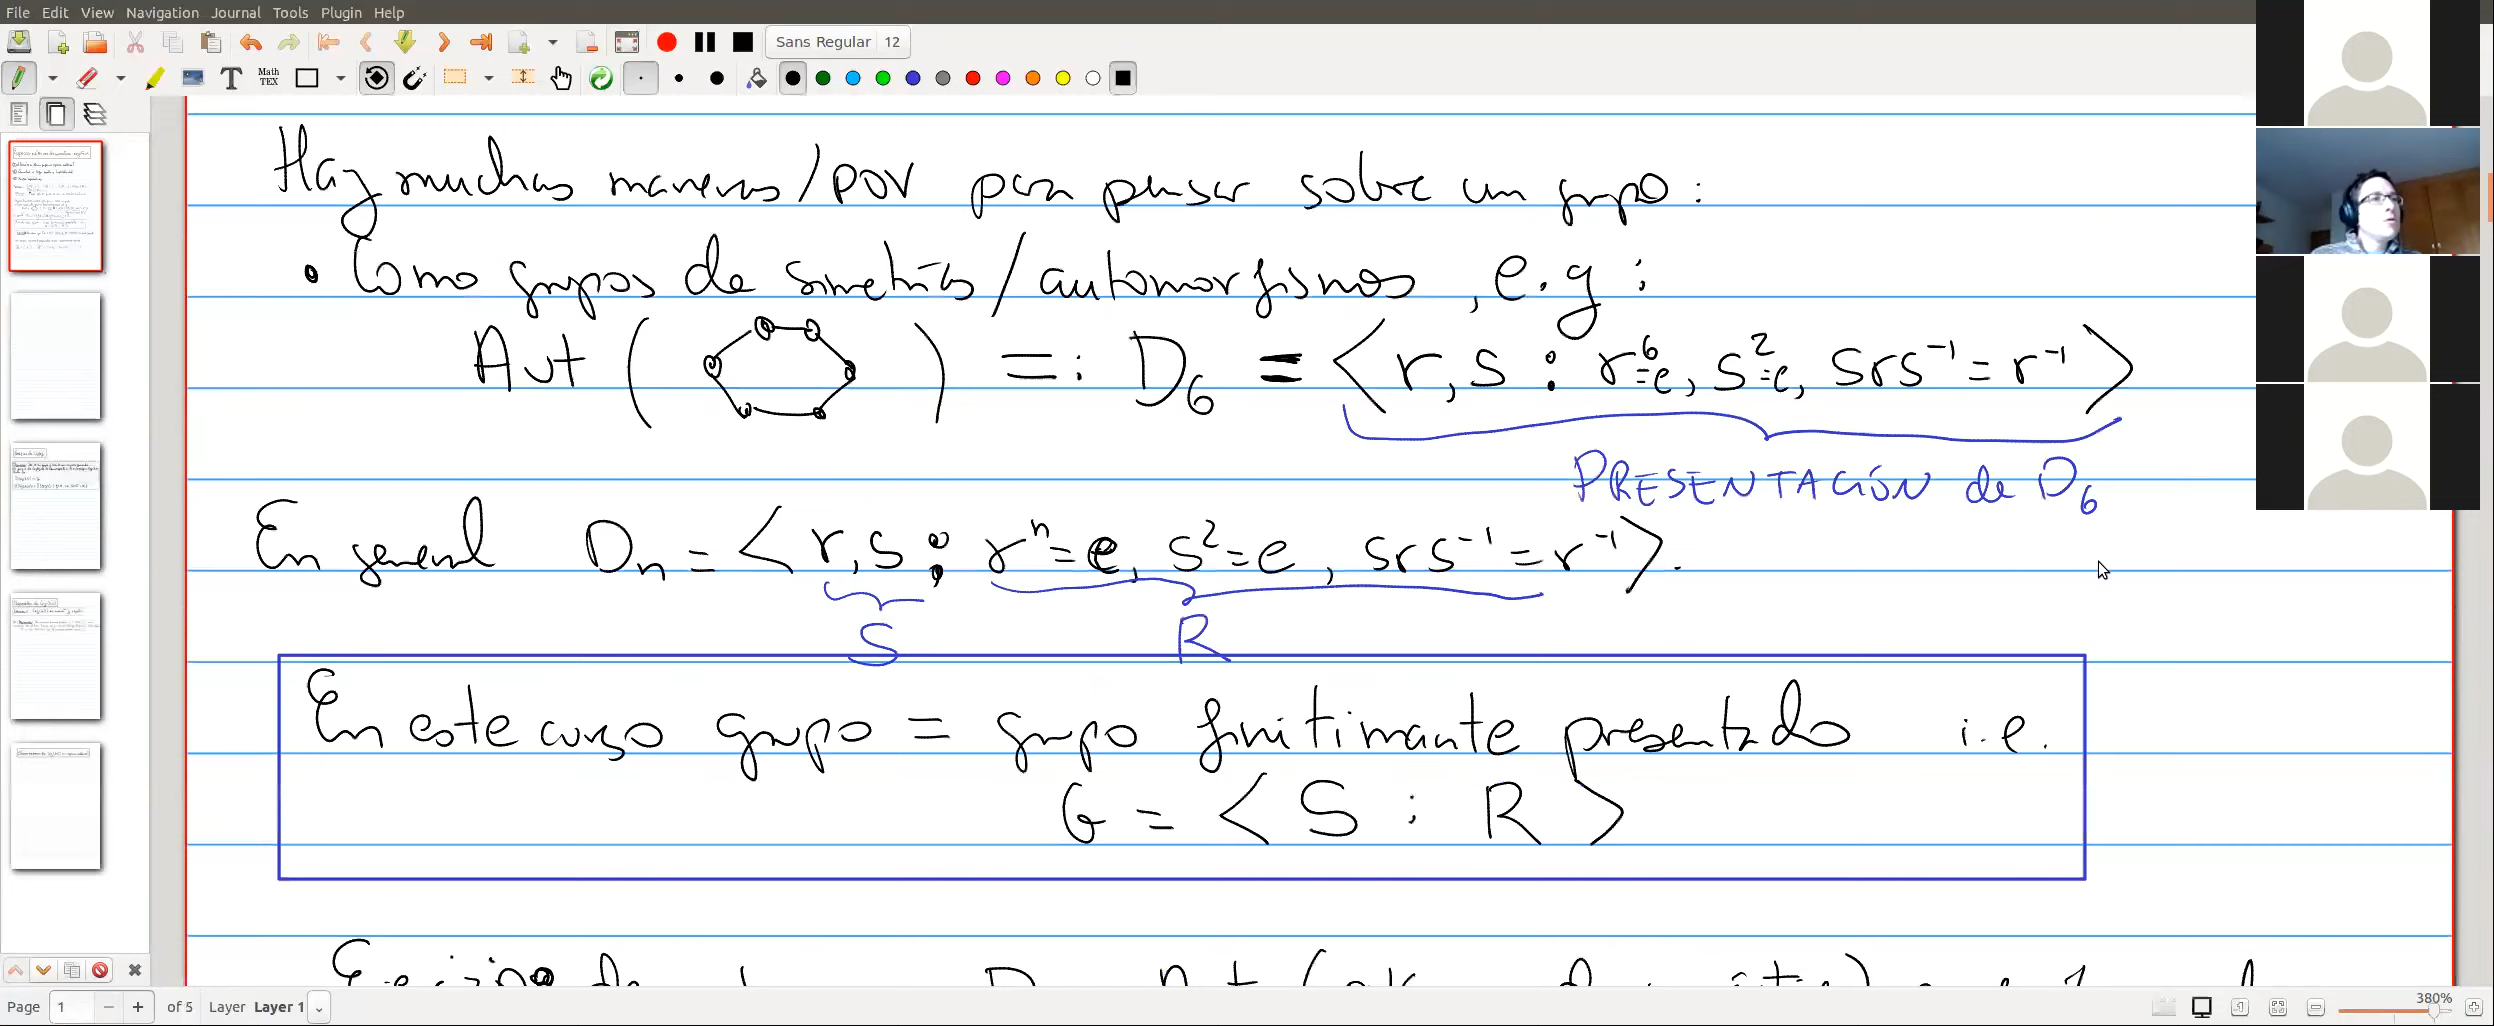 File Edit View Navigation Journal Tools Plugin Help
Sans Regular 12
Math TEX
Hay muchas maneras/POV para pensar sobre un grupo:
• Como grupos de simetrías/automorfismos, e.g:
Aut ( ) =: D₆ = < r, s : r⁶=e, s²=e, srs⁻¹ = r⁻¹ >
PRESENTACIÓN de D₆
En general Dₙ = < r, s : rⁿ=e, s²=e, srs⁻¹=r⁻¹ >.
S R
En este curso grupo = grupo finitimante presentado i.e.
G = < S : R >
Page 1 of 5 Layer Layer 1 380%